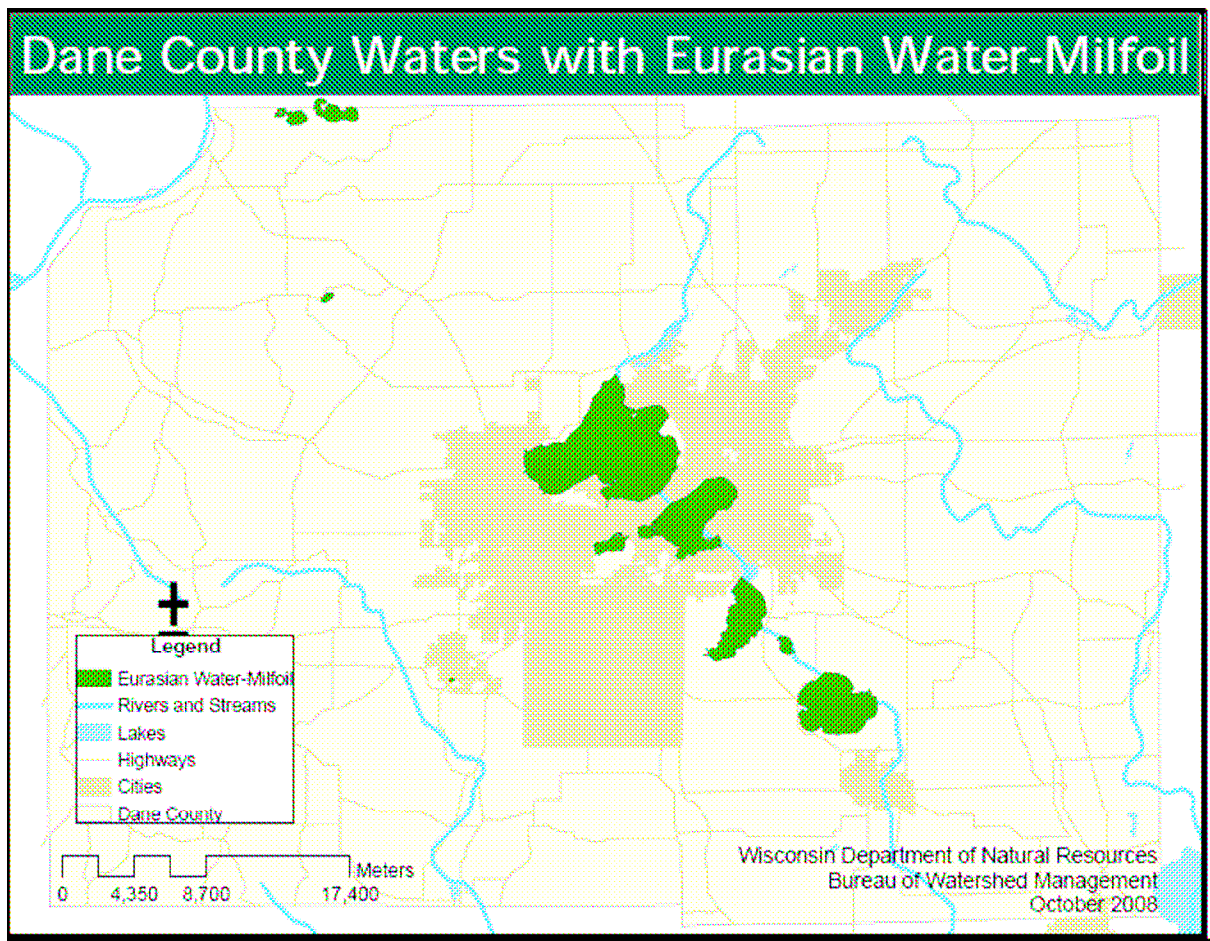 Dane County Waters with Eurasian Water-Milfoil
Legend
Eurasian Water-Milfoil
Rivers and Streams
Lakes
Highways
Cities
Dane County
Meters
0 4,350 8,700 17,400
Wisconsin Department of Natural Resources
Bureau of Watershed Management
October 2008